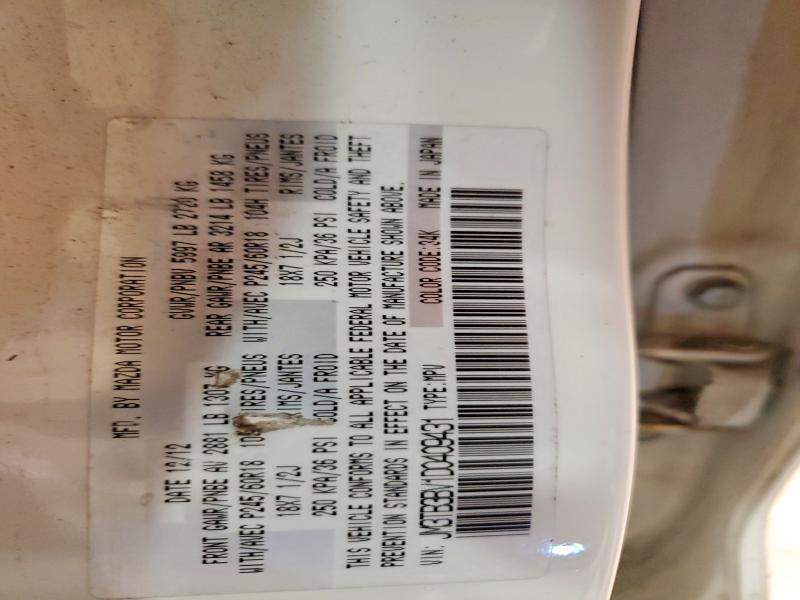 MFT. BY MAZDA MOTOR CORPORATION
DATE 12/12 GVWR/PNBV 5997 LB 2720 KG
FRONT GAWR/PNBE AV 2881 LB 1307 KG REAR GAWR/PNBE AR 3214 LB 1458 KG
WITH/AVEC P245/60R18 TIRES/PNEUS WITH/AVEC P245/60R18 104H TIRES/PNEUS
18X7 1/2J RIMS/JANTES 18X7 1/2J RIMS/JANTES
250 KPA/36 PSI COLD/A FROID 250 KPA/36 PSI COLD/A FROID
THIS VEHICLE CONFORMS TO ALL APPLICABLE FEDERAL MOTOR VEHICLE SAFETY AND THEFT
PREVENTION STANDARDS IN EFFECT ON THE DATE OF MANUFACTURE SHOWN ABOVE.
VIN: TYPE:MPV COLOR CODE:34K MADE IN JAPAN